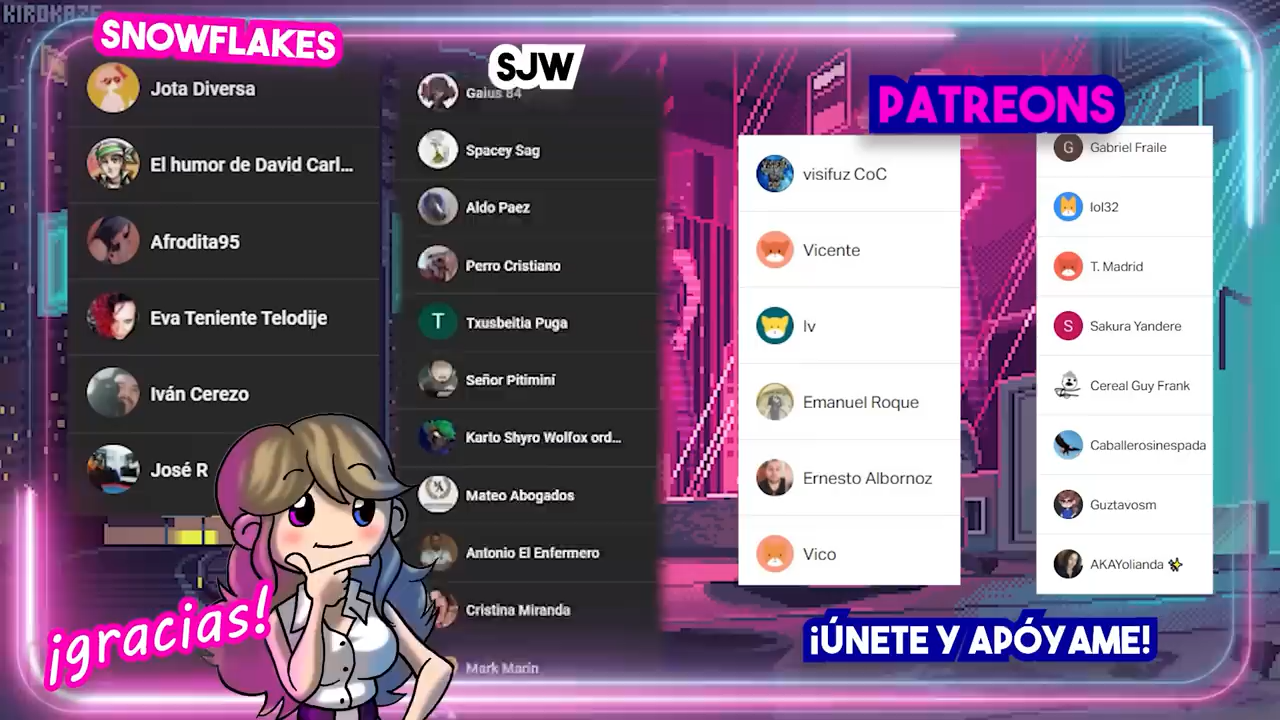 KIROKAZE
SNOWFLAKES
Jota Diversa
El humor de David Carl...
Afrodita95
Eva Teniente Telodije
Iván Cerezo
José R
SJW
Gaius 84
Spacey Sag
Aldo Paez
Perro Cristiano
T
Txusbeitia Puga
Señor Pitiminí
Karlo Shyro Wolfox ord...
Mateo Abogados
Antonio El Enfermero
Cristina Miranda
Mark Marín
PATREONS
visifuz CoC
Vicente
Iv
Emanuel Roque
Ernesto Albornoz
Vico
G
Gabriel Fraile
lol32
T. Madrid
S
Sakura Yandere
Cereal Guy Frank
Caballerosinespada
Guztavosm
AKAYolianda
¡gracias!
¡ÚNETE Y APÓYAME!